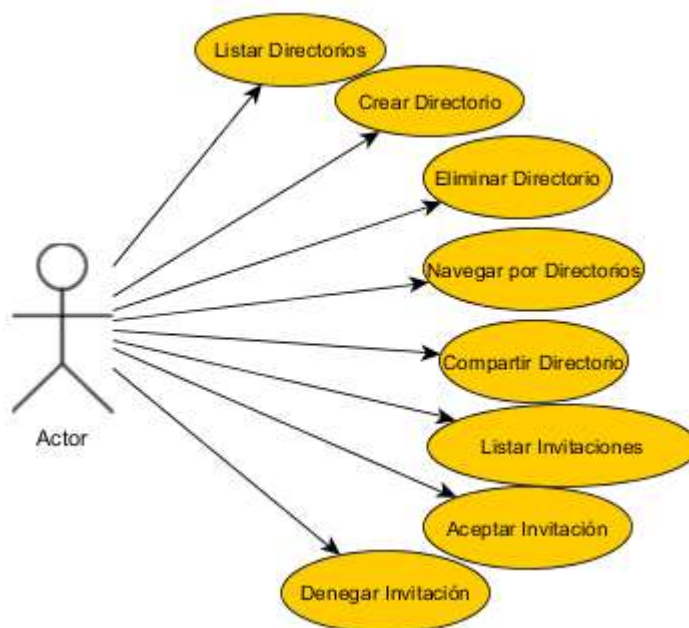 Listar Directorios
Crear Directorio
Eliminar Directorio
Navegar por Directorios
Compartir Directorio
Actor
Listar Invitaciones
Aceptar Invitación
Denegar Invitación